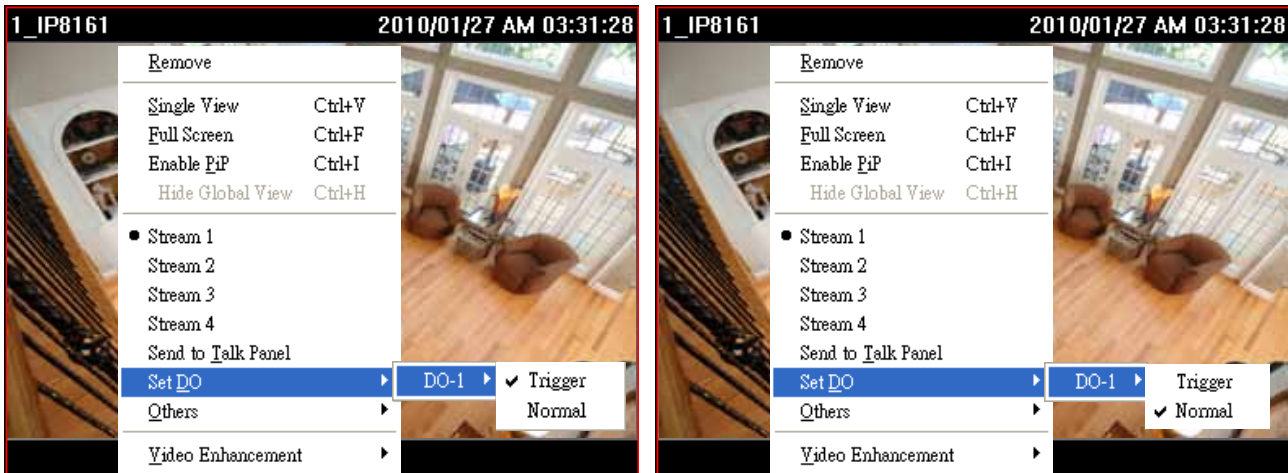 1_IP8161 2010/01/27 AM 03:31:28
Remove
Single View Ctrl+V
Full Screen Ctrl+F
Enable PiP Ctrl+I
Hide Global View Ctrl+H
Stream 1
Stream 2
Stream 3
Stream 4
Send to Talk Panel
Set DO
DO-1
Trigger
Normal
Others
Video Enhancement
1_IP8161 2010/01/27 AM 03:31:28
Remove
Single View Ctrl+V
Full Screen Ctrl+F
Enable PiP Ctrl+I
Hide Global View Ctrl+H
Stream 1
Stream 2
Stream 3
Stream 4
Send to Talk Panel
Set DO
DO-1
Trigger
Normal
Others
Video Enhancement